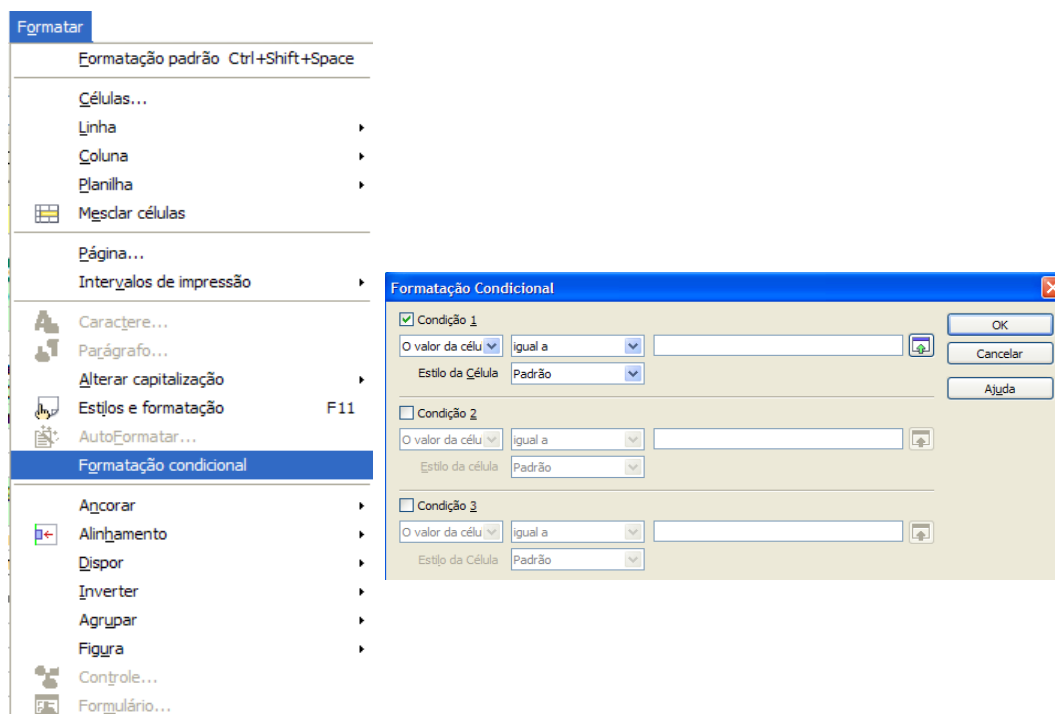 Formatar
Formatação padrão Ctrl+Shift+Space
Células...
Linha
Coluna
Planilha
Mesclar células
Página...
Intervalos de impressão
Caractere...
Parágrafo...
Alterar capitalização
Estilos e formatação F11
AutoFormatar...
Formatação condicional
Ancorar
Alinhamento
Dispor
Inverter
Agrupar
Figura
Controle...
Formulário...
Formatação Condicional
Condição 1
O valor da célu igual a
Estilo da Célula Padrão
Condição 2
O valor da célu igual a
Estilo da célula Padrão
Condição 3
O valor da célu igual a
Estilo da Célula Padrão
OK
Cancelar
Ajuda